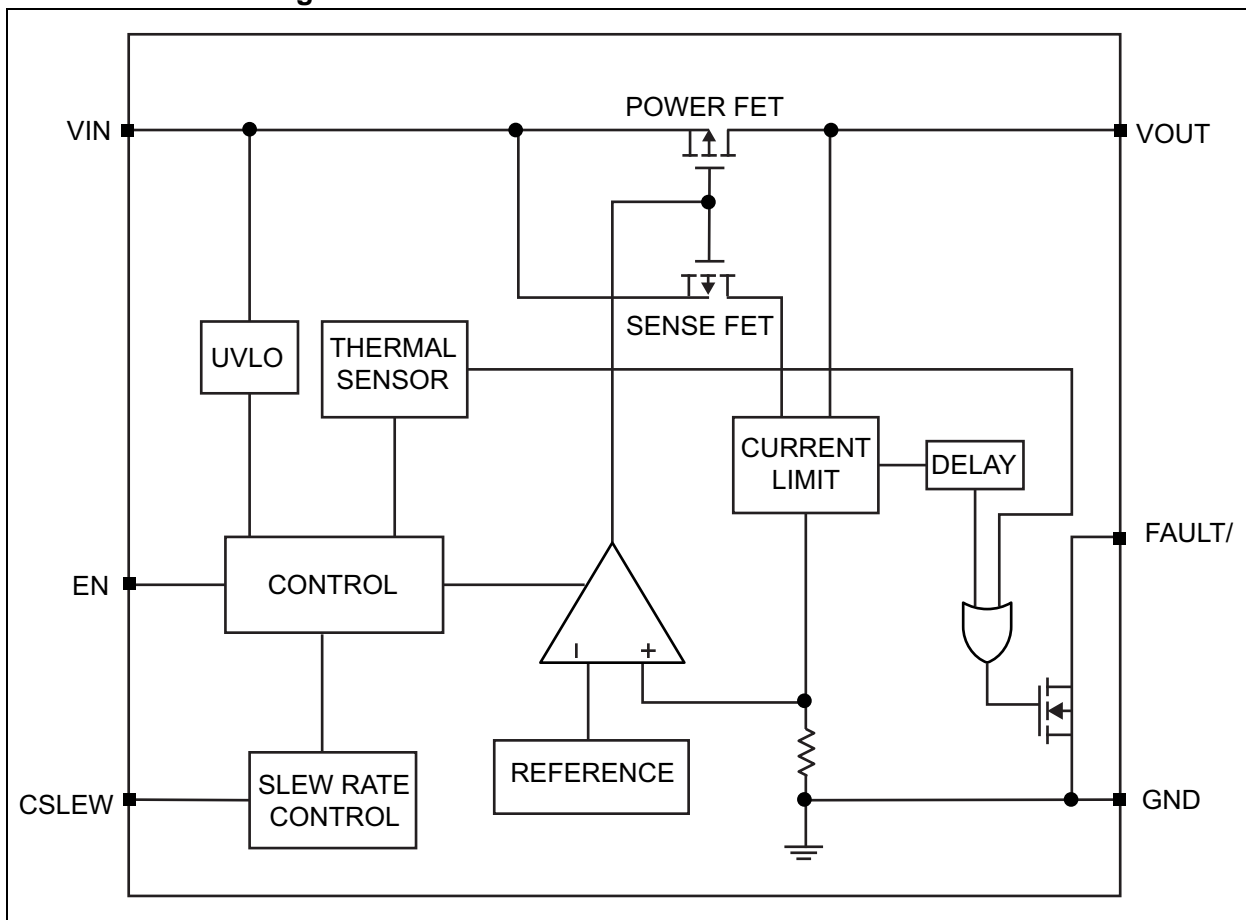 POWER FET
VIN
VOUT
SENSE FET
UVLO
THERMAL
SENSOR
CURRENT
LIMIT
DELAY
FAULT/
EN
CONTROL
- +
REFERENCE
SLEW RATE
CONTROL
CSLEW
GND